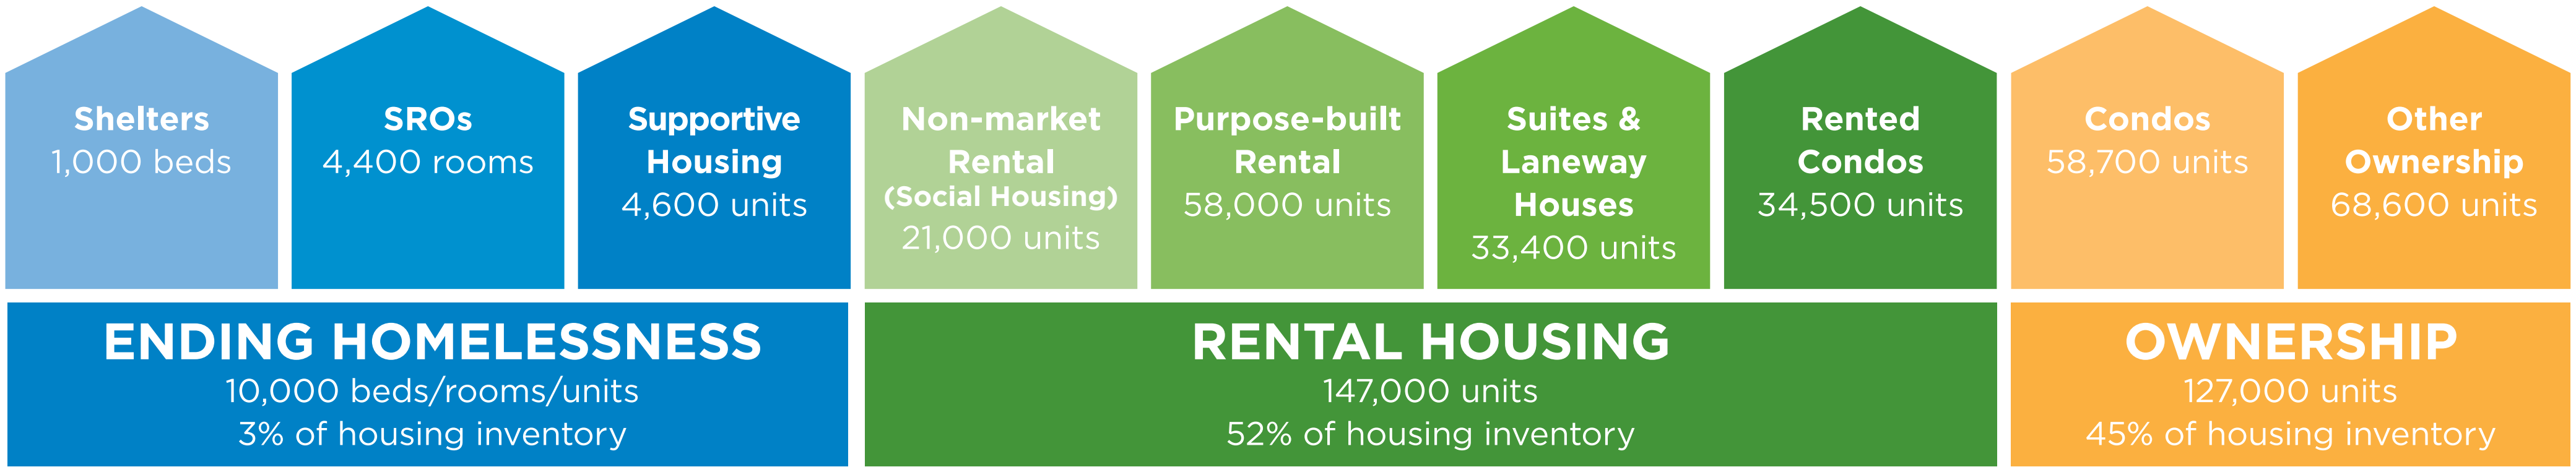 Shelters
1,000 beds
SROs
4,400 rooms
Supportive
Housing
4,600 units
Non-market
Rental
(Social Housing)
21,000 units
Purpose-built
Rental
58,000 units
Suites &
Laneway
Houses
33,400 units
Rented
Condos
34,500 units
Condos
58,700 units
Other
Ownership
68,600 units
ENDING HOMELESSNESS
10,000 beds/rooms/units
3% of housing inventory
RENTAL HOUSING
147,000 units
52% of housing inventory
OWNERSHIP
127,000 units
45% of housing inventory